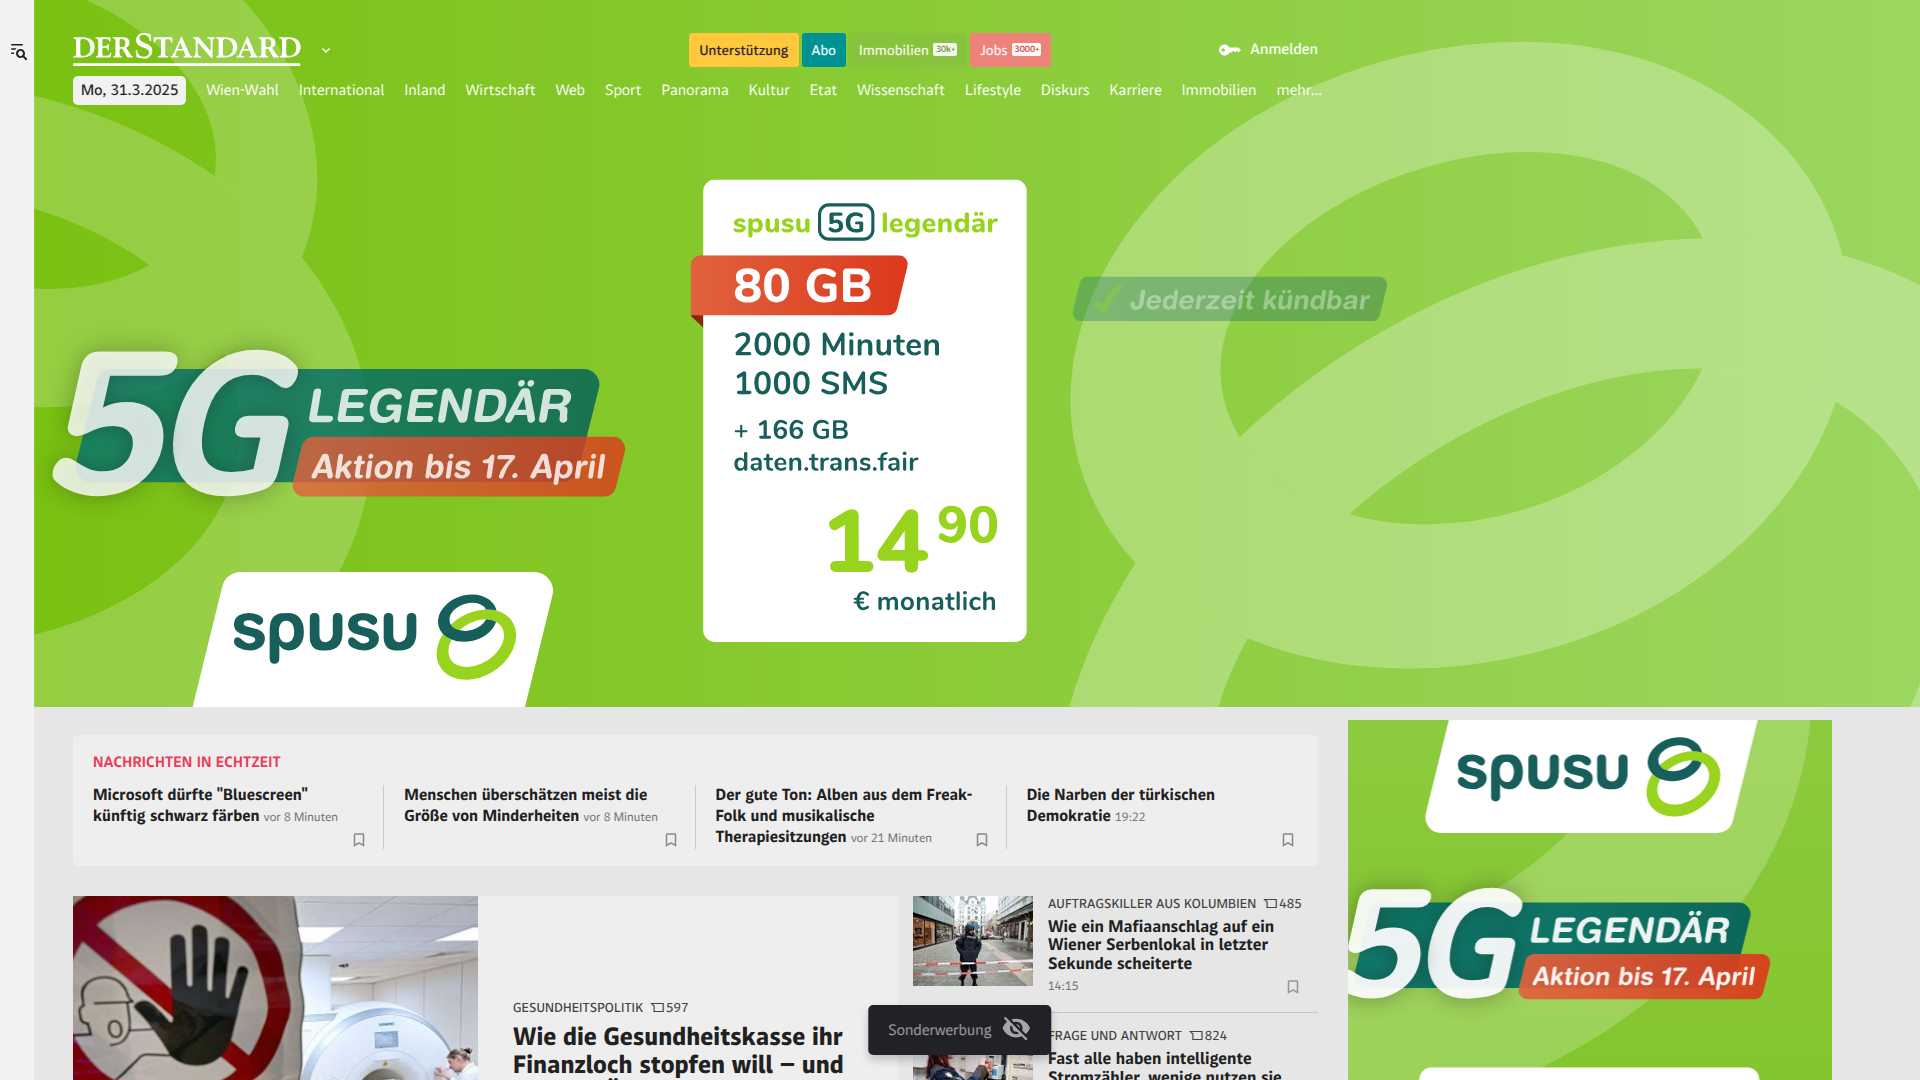 DERSTANDARD
Unterstützung
Abo
Immobilien 30k+
Jobs 3000+
Anmelden
Mo, 31.3.2025
Wien-Wahl
International
Inland
Wirtschaft
Web
Sport
Panorama
Kultur
Etat
Wissenschaft
Lifestyle
Diskurs
Karriere
Immobilien
mehr...
spusu 5G legendär
80 GB
2000 Minuten
1000 SMS
+ 166 GB
daten.trans.fair
14 90
€ monatlich
Jederzeit kündbar
5G LEGENDÄR
Aktion bis 17. April
spusu
NACHRICHTEN IN ECHTZEIT
Microsoft dürfte "Bluescreen"
künftig schwarz färben vor 8 Minuten
Menschen überschätzen meist die
Größe von Minderheiten vor 8 Minuten
Der gute Ton: Alben aus dem Freak-
Folk und musikalische
Therapiesitzungen vor 21 Minuten
Die Narben der türkischen
Demokratie 19:22
GESUNDHEITSPOLITIK 597
Wie die Gesundheitskasse ihr
Finanzloch stopfen will – und
AUFTRAGSKILLER AUS KOLUMBIEN 485
Wie ein Mafiaanschlag auf ein
Wiener Serbenlokal in letzter
Sekunde scheiterte
14:15
Sonderwerbung
FRAGE UND ANTWORT 824
Fast alle haben intelligente
Stromzähler, wenige nutzen sie
spusu
5G LEGENDÄR
Aktion bis 17. April